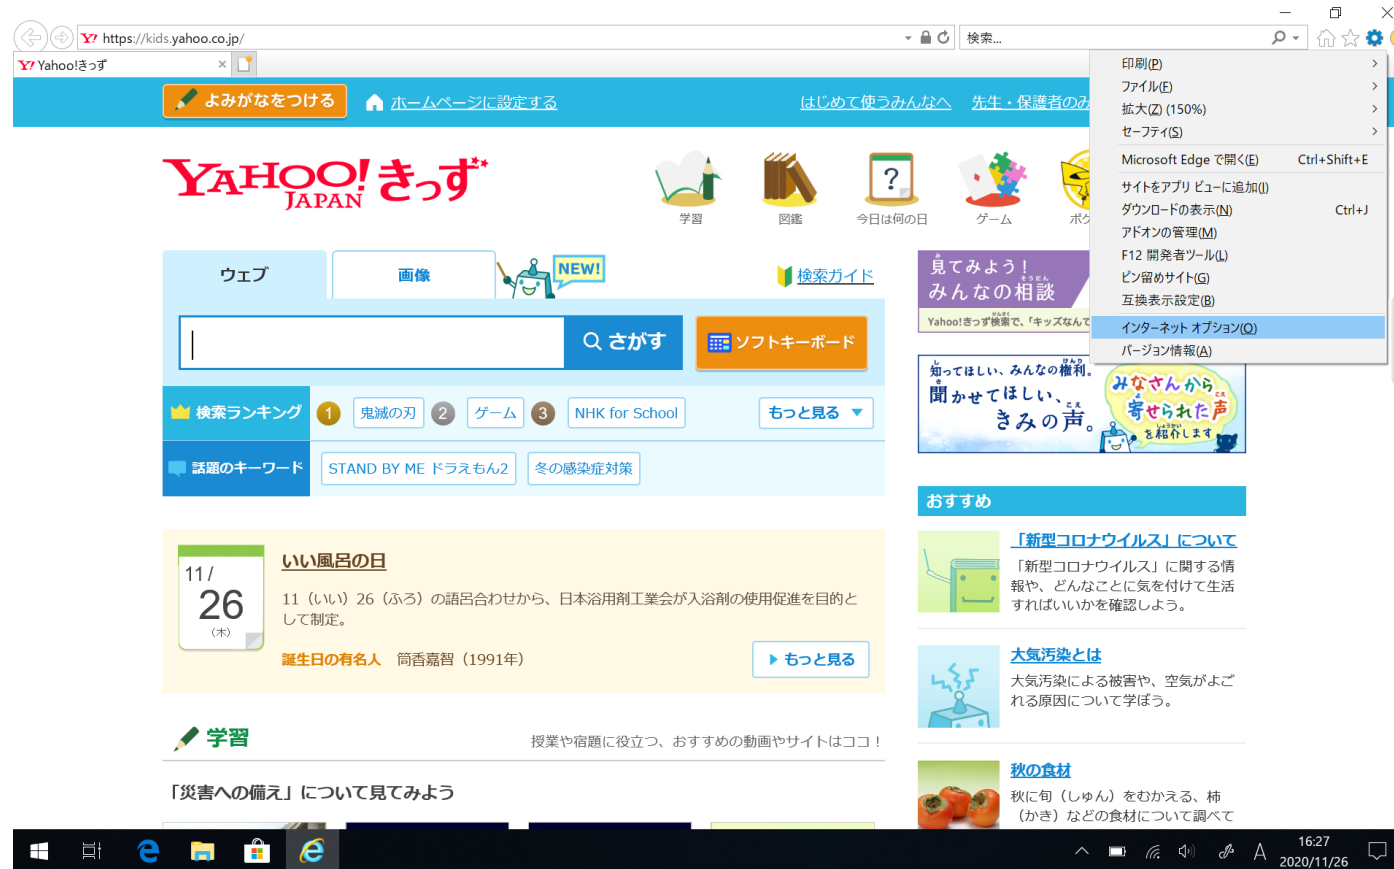 https://kids.yahoo.co.jp/
検索...
Yahoo!きっず
印刷(P)
ファイル(F)
拡大(Z) (150%)
セーフティ(S)
Microsoft Edge で開く(E) Ctrl+Shift+E
サイトをアプリ ビューに追加(I)
ダウンロードの表示(N) Ctrl+J
アドオンの管理(M)
F12 開発者ツール(L)
ピン留めサイト(G)
互換表示設定(B)
インターネット オプション(O)
バージョン情報(A)
よみがなをつける
ホームページに設定する
はじめて使うみんなへ
先生・保護者のみ
YAHOO!きっず
JAPAN
学習
図鑑
?
今日は何の日
ゲーム
ポケ
ウェブ
画像
NEW!
検索ガイド
さがす
ソフトキーボード
検索ランキング
1 鬼滅の刃
2 ゲーム
3 NHK for School
もっと見る
話題のキーワード
STAND BY ME ドラえもん2
冬の感染症対策
見てみよう!
みんなの相談
Yahoo!きっず検索で、「キッズなんて
知ってほしい、みんなの権利。
聞かせてほしい、
きみの声。
みなさんから
寄せられた声
を紹介します
11/
26
(木)
いい風呂の日
11（いい）26（ふろ）の語呂合わせから、日本浴用剤工業会が入浴剤の使用促進を目的と
して制定。
誕生日の有名人 筒香嘉智（1991年）
もっと見る
学習
授業や宿題に役立つ、おすすめの動画やサイトはココ！
「災害への備え」について見てみよう
おすすめ
「新型コロナウイルス」について
「新型コロナウイルス」に関する情
報や、どんなことに気を付けて生活
すればいいかを確認しよう。
大気汚染とは
大気汚染による被害や、空気がよご
れる原因について学ぼう。
秋の食材
秋に旬（しゅん）をむかえる、柿
（かき）などの食材について調べて
A
16:27
2020/11/26